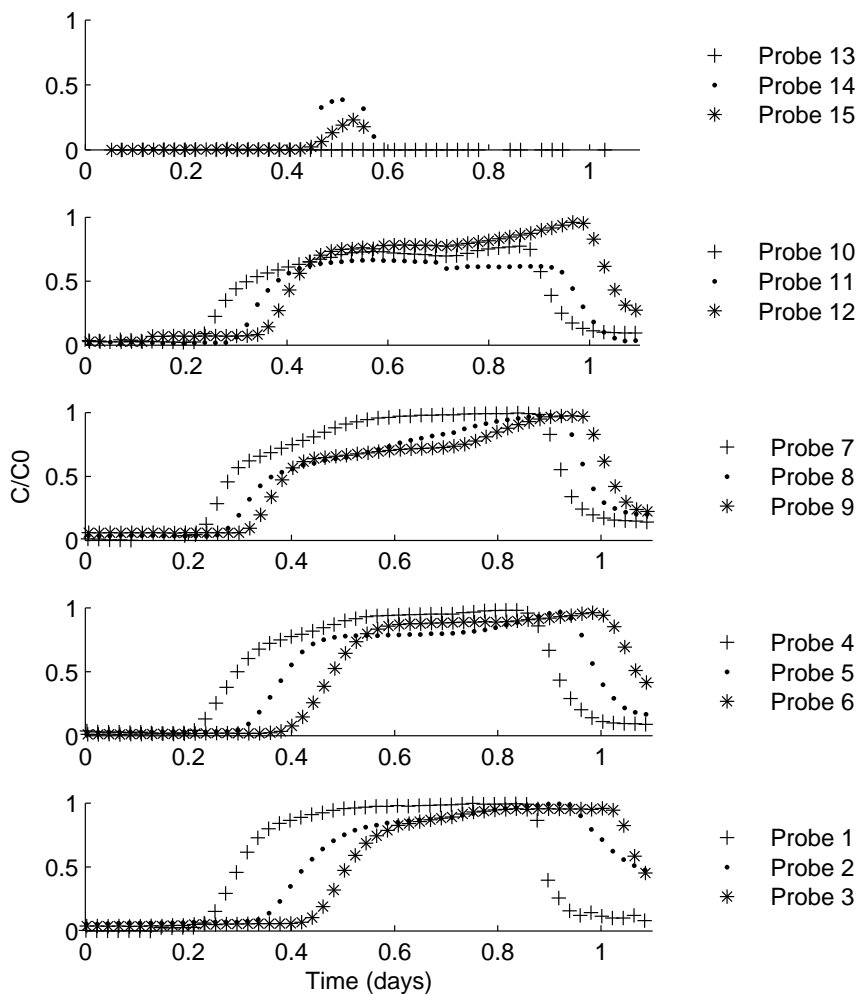 1
0.5
0
0 0.2 0.4 0.6 0.8 1
Probe 13
Probe 14
Probe 15
1
0.5
0
0 0.2 0.4 0.6 0.8 1
Probe 10
Probe 11
Probe 12
1
0.5
0
0 0.2 0.4 0.6 0.8 1
C/C0
Probe 7
Probe 8
Probe 9
1
0.5
0
0 0.2 0.4 0.6 0.8 1
Probe 4
Probe 5
Probe 6
1
0.5
0
0 0.2 0.4 0.6 0.8 1
Time (days)
Probe 1
Probe 2
Probe 3